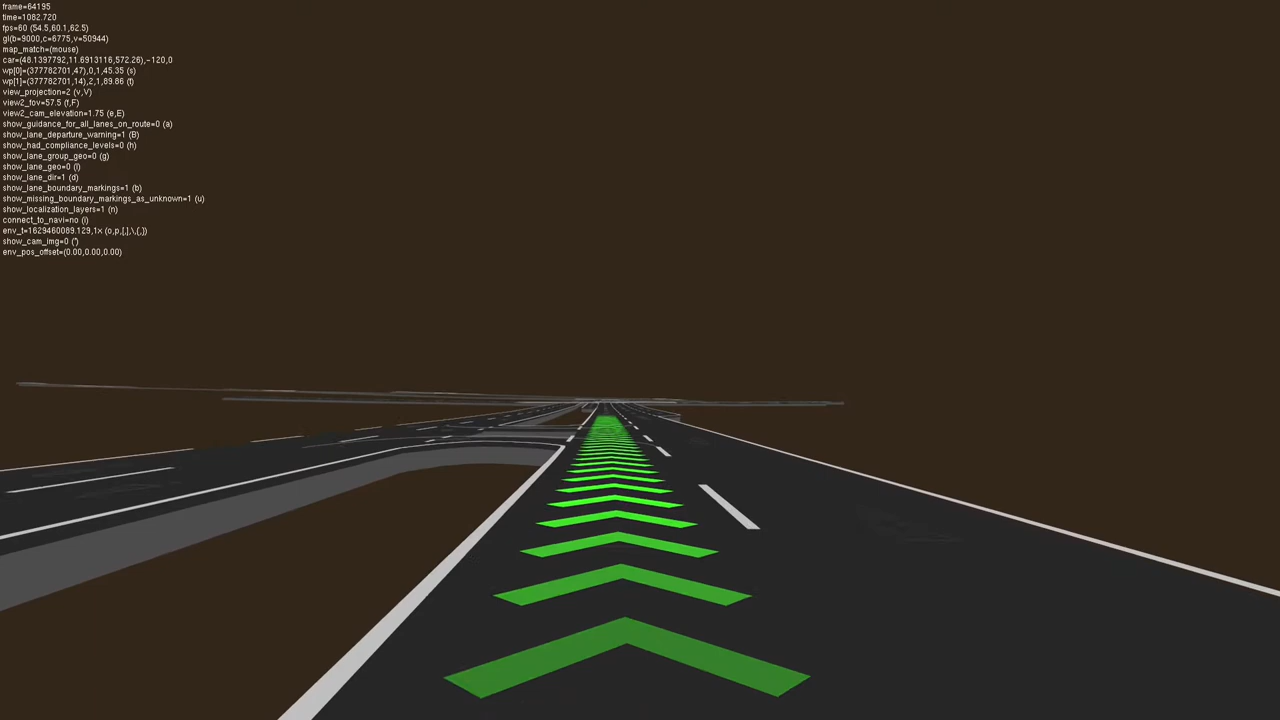 frame=64195
time=1082.720
fps=60 (54.5,60.1,62.5)
gl(b=9000,c=6775,v=50944)
map_match=(mouse)
car=(48.1397792,11.6913116,572.26),-120,0
wp[0]=(377782701,47),0,1,45.35 (s)
wp[1]=(377782701,14),2,1,89.86 (t)
view_projection=2 (v,V)
view2_fov=57.5 (f,F)
view2_cam_elevation=1.75 (e,E)
show_guidance_for_all_lanes_on_route=0 (a)
show_lane_departure_warning=1 (B)
show_had_compliance_levels=0 (h)
show_lane_group_geo=0 (g)
show_lane_geo=0 (l)
show_lane_dir=1 (d)
show_lane_boundary_markings=1 (b)
show_missing_boundary_markings_as_unknown=1 (u)
show_localization_layers=1 (n)
connect_to_navi=no (i)
env_t=1629460089.129,1x (o,p,[,],\,{,})
show_cam_img=0 (")
env_pos_offset=(0.00,0.00,0.00)